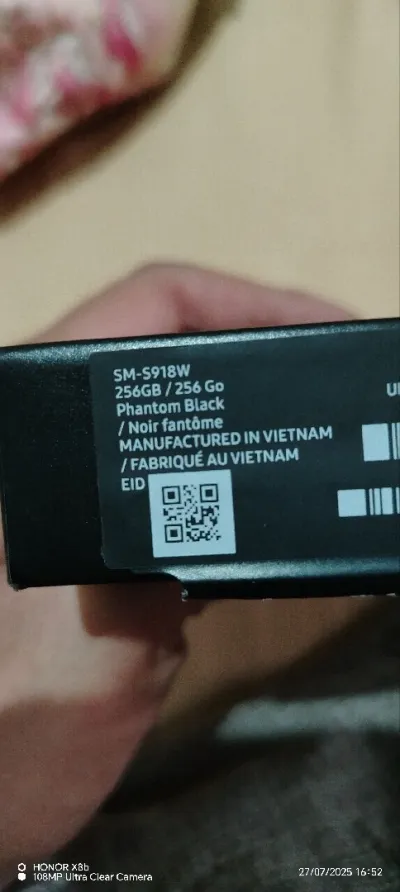 SM-S918W
256GB / 256 Go
Phantom Black
/ Noir fantôme
MANUFACTURED IN VIETNAM
/ FABRIQUÉ AU VIETNAM
EID
HONOR X8b
108MP Ultra Clear Camera
27/07/2025 16:52